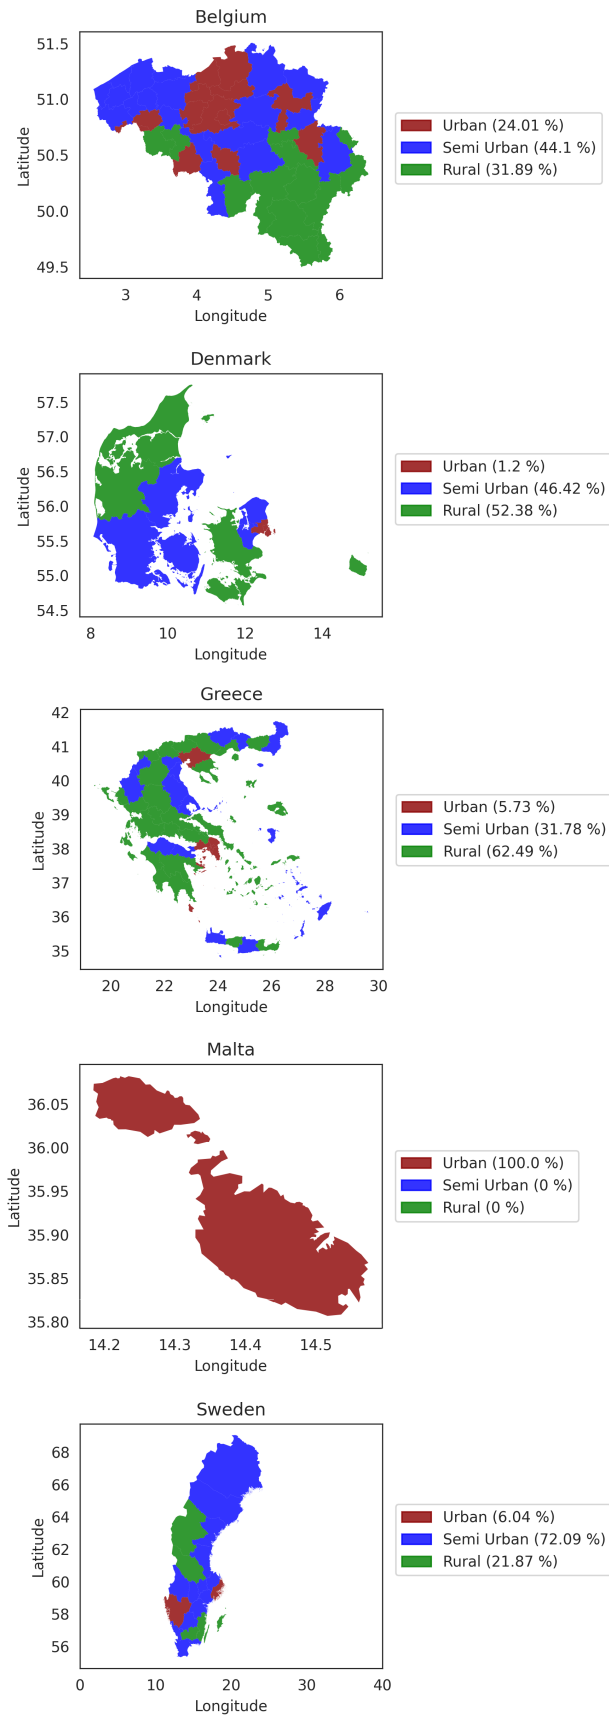 Belgium
51.5
51.0
50.5
50.0
49.5
Latitude
3 4 5 6
Longitude
Urban (24.01 %)
Semi Urban (44.1 %)
Rural (31.89 %)
Denmark
57.5
57.0
56.5
56.0
55.5
55.0
54.5
Latitude
8 10 12 14
Longitude
Urban (1.2 %)
Semi Urban (46.42 %)
Rural (52.38 %)
Greece
42
41
40
39
38
37
36
35
Latitude
20 22 24 26 28 30
Longitude
Urban (5.73 %)
Semi Urban (31.78 %)
Rural (62.49 %)
Malta
36.05
36.00
35.95
35.90
35.85
35.80
Latitude
14.2 14.3 14.4 14.5
Longitude
Urban (100.0 %)
Semi Urban (0 %)
Rural (0 %)
Sweden
68
66
64
62
60
58
56
Latitude
0 10 20 30 40
Longitude
Urban (6.04 %)
Semi Urban (72.09 %)
Rural (21.87 %)